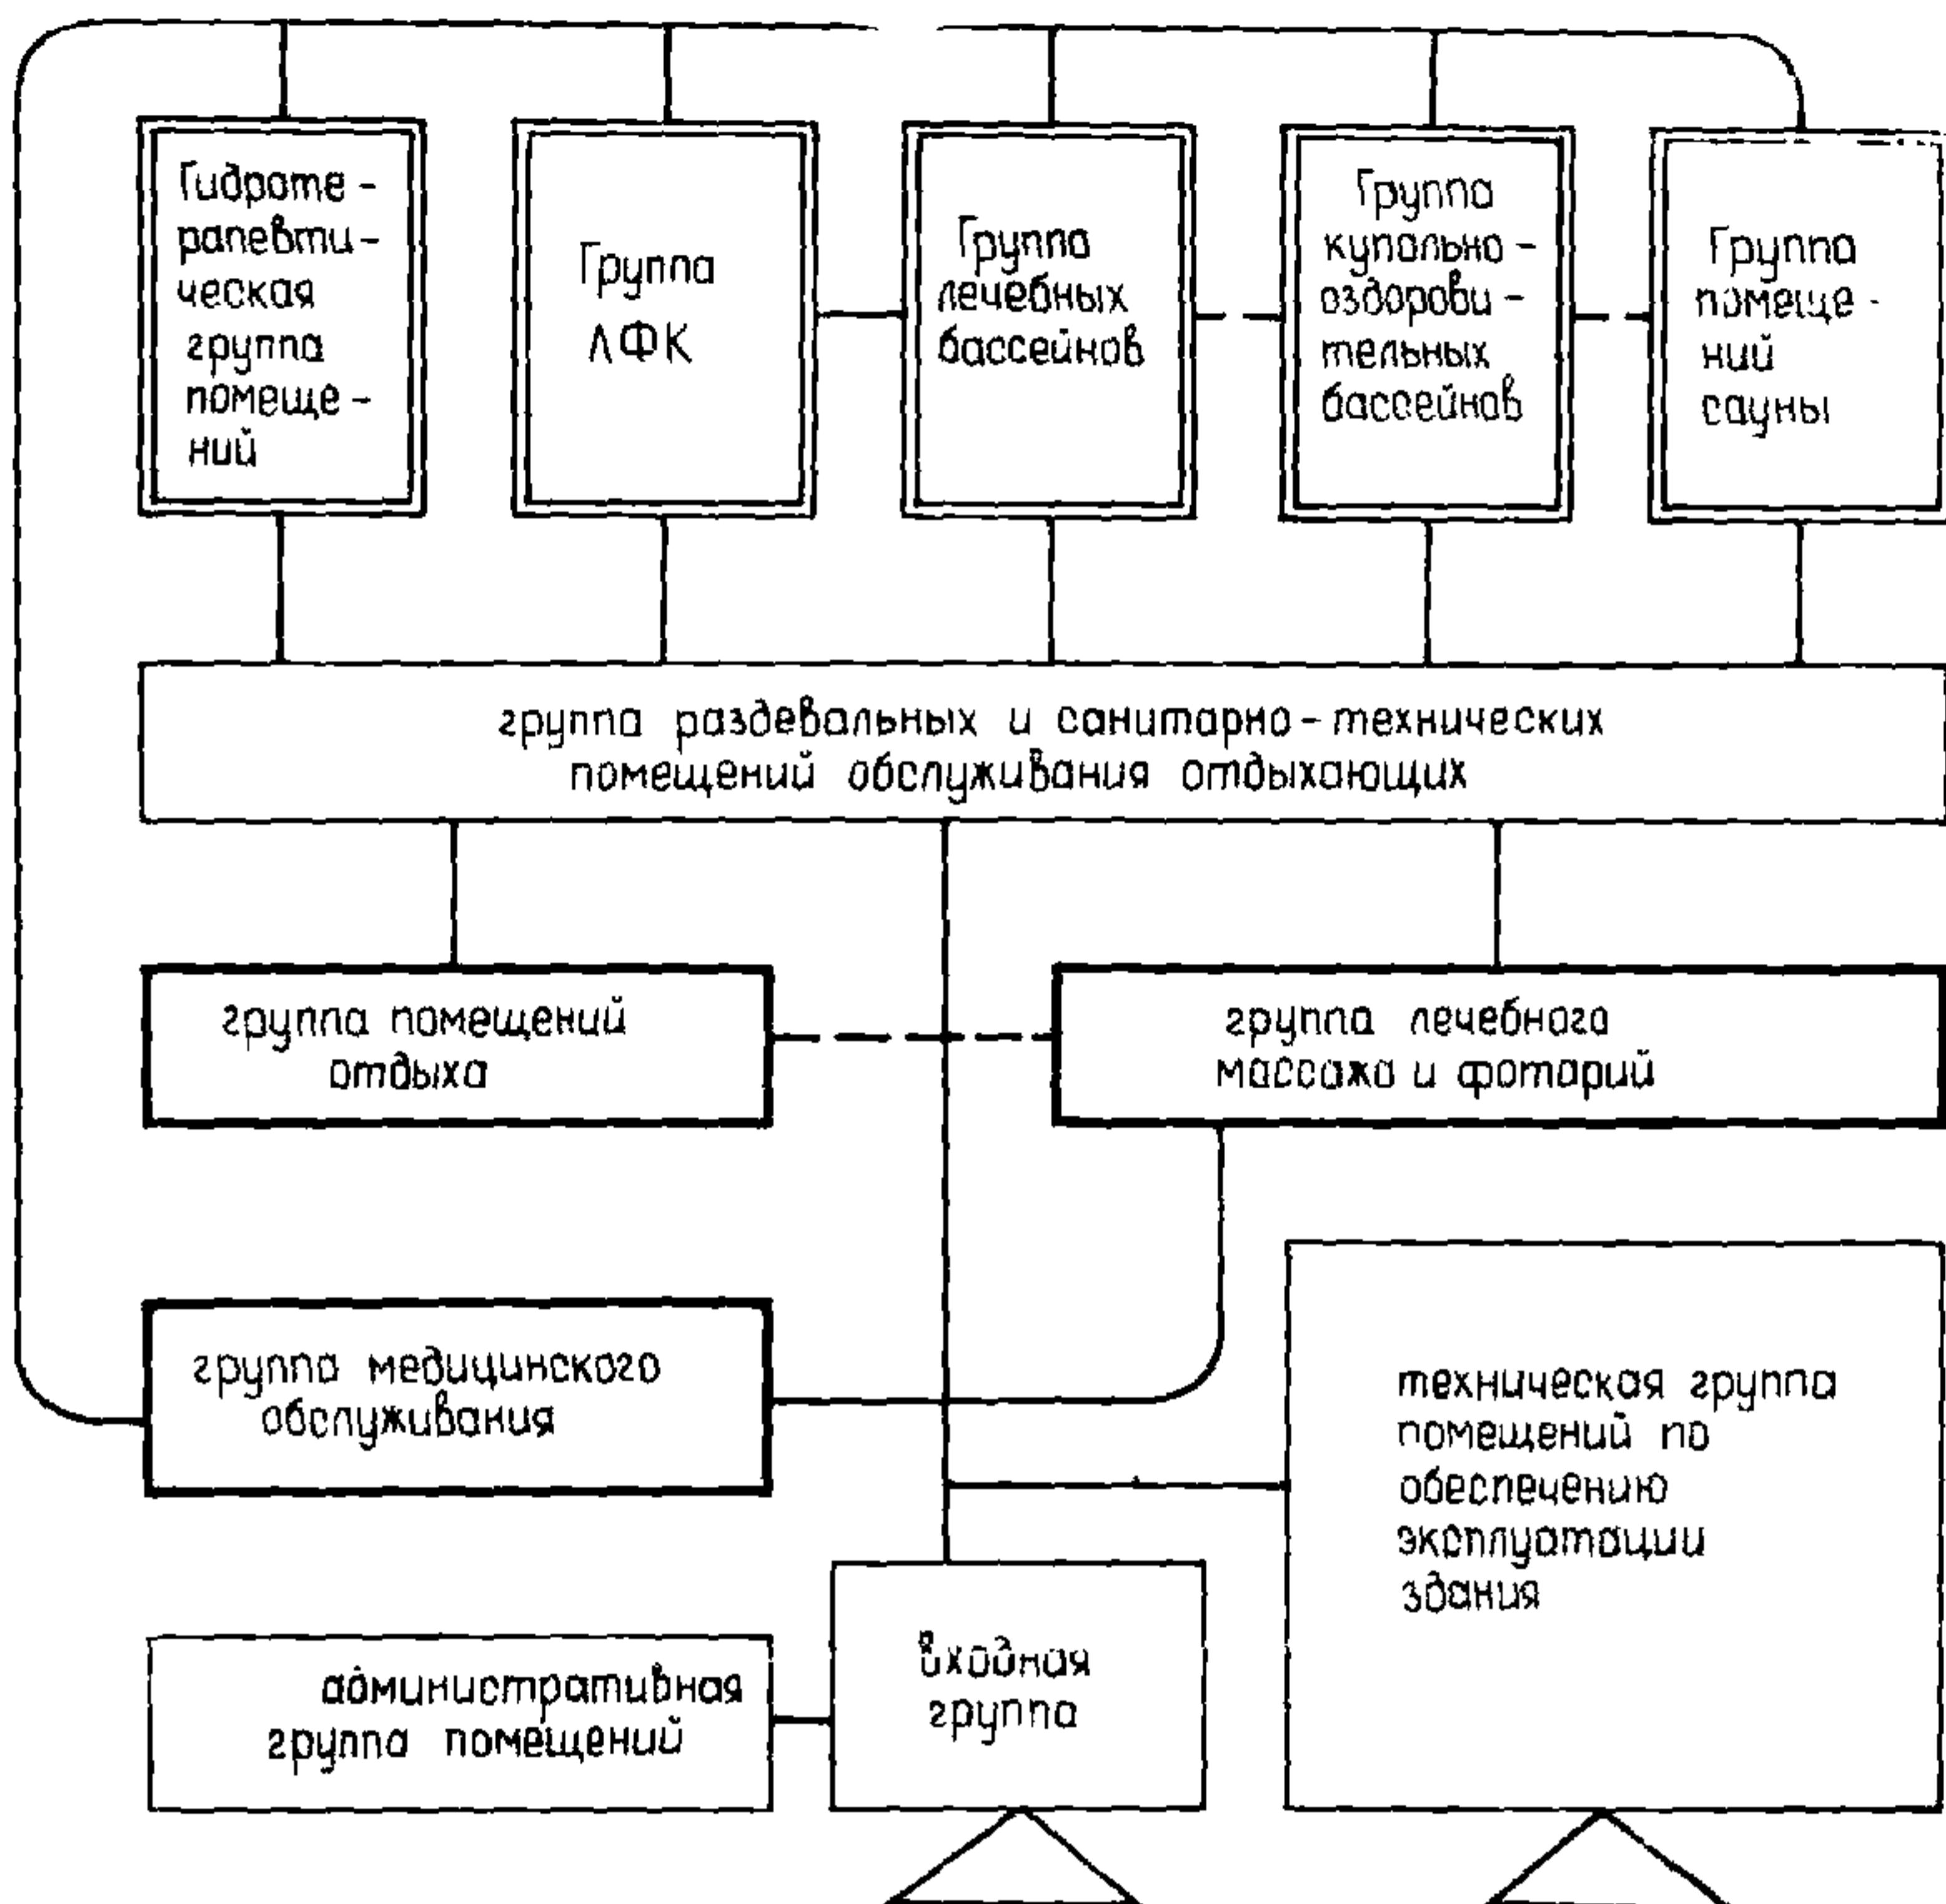 Гидроте-
рапевти-
ческая
группа
помеще-
ний
Группа
ЛФК
Группа
лечебных
бассейнов
Группа
купально-
оздорови-
тельных
бассейнов
Группа
помеще-
ний
сауны
группа раздевальных и санитарно-технических
помещений обслуживания отдыхающих
группа помещений
отдыха
группа лечебного
массажа и фотарий
группа медицинского
обслуживания
техническая группа
помещений по
обеспечению
эксплуатации
здания
входная
группа
административная
группа помещений